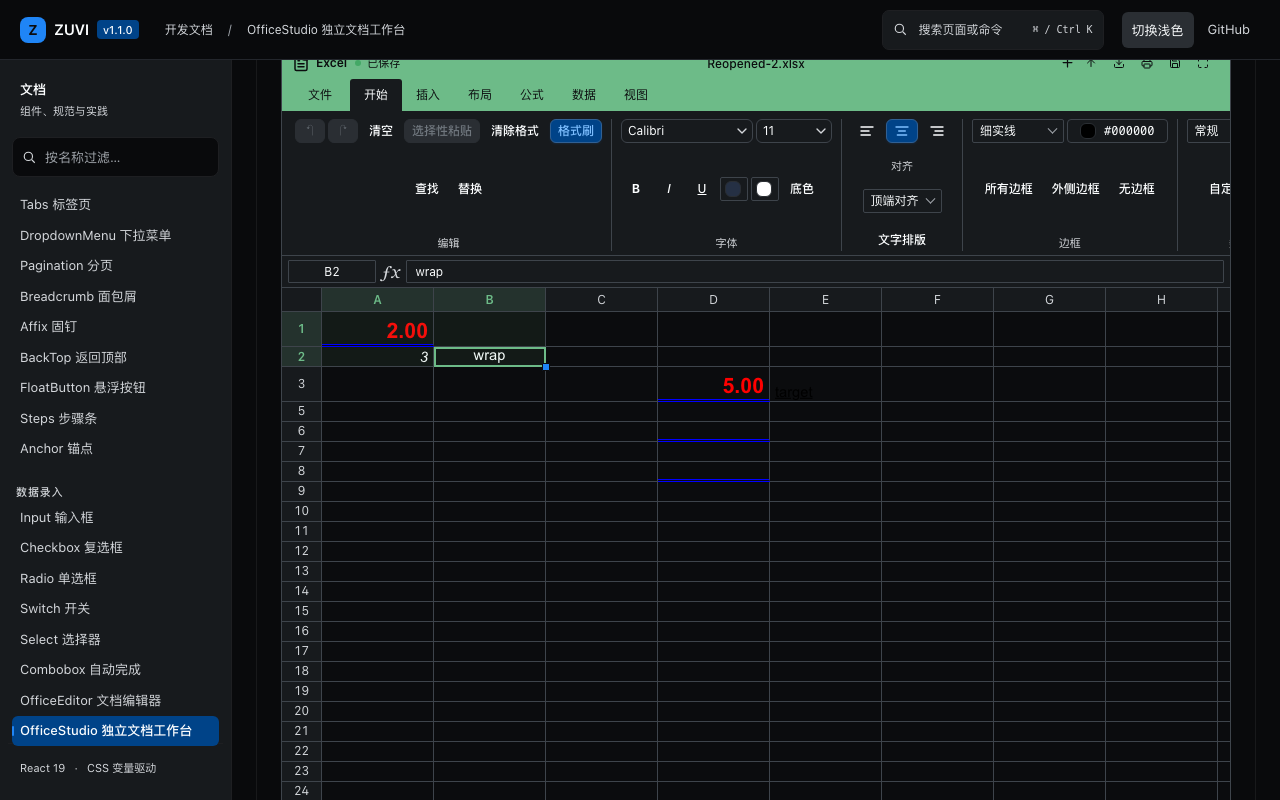 Z ZUVI v1.1.0 开发文档 / OfficeStudio 独立文档工作台 搜索页面或命令 ⌘ / Ctrl K 切换浅色 GitHub
文档
组件、规范与实践
按名称过滤...
Tabs 标签页
DropdownMenu 下拉菜单
Pagination 分页
Breadcrumb 面包屑
Affix 固钉
BackTop 返回顶部
FloatButton 悬浮按钮
Steps 步骤条
Anchor 锚点
数据录入
Input 输入框
Checkbox 复选框
Radio 单选框
Switch 开关
Select 选择器
Combobox 自动完成
OfficeEditor 文档编辑器
OfficeStudio 独立文档工作台
React 19 · CSS 变量驱动
Excel 已保存 Reopened-2.xlsx
文件 开始 插入 布局 公式 数据 视图
清空 选择性粘贴 清除格式 格式刷 Calibri 11 细实线 #000000 常规
对齐
查找 替换 B I U 底色 顶端对齐 所有边框 外侧边框 无边框 自定
编辑 字体 文字排版 边框
B2 fx wrap
A B C D E F G H
1 2.00
2 3 wrap
3 5.00 target
5
6
7
8
9
10
11
12
13
14
15
16
17
18
19
20
21
22
23
24